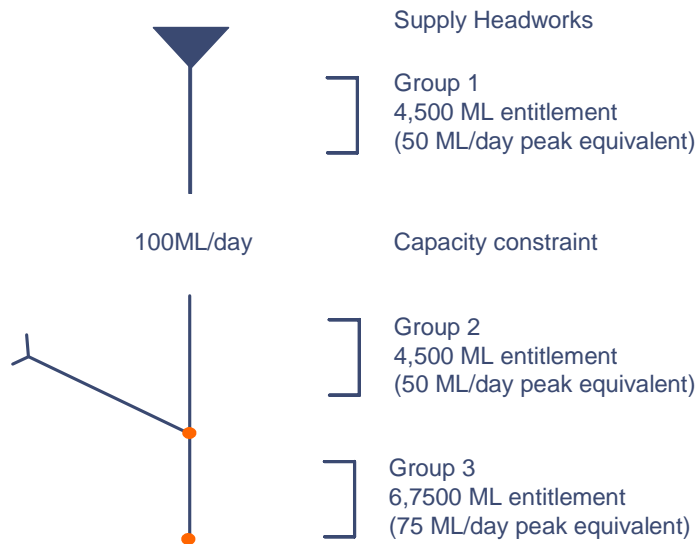 Supply Headworks
Group 1
4,500 ML entitlement
(50 ML/day peak equivalent)
100ML/day
Capacity constraint
Group 2
4,500 ML entitlement
(50 ML/day peak equivalent)
Group 3
6,7500 ML entitlement
(75 ML/day peak equivalent)